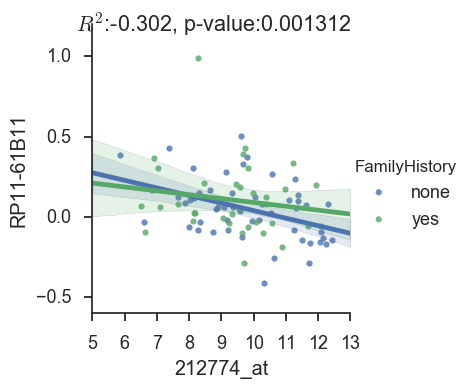 R²:-0.302, p-value:0.001312
1.0
0.5
0.0
−0.5
RP11-61B11
5 6 7 8 9 10 11 12 13
212774_at
FamilyHistory
none
yes